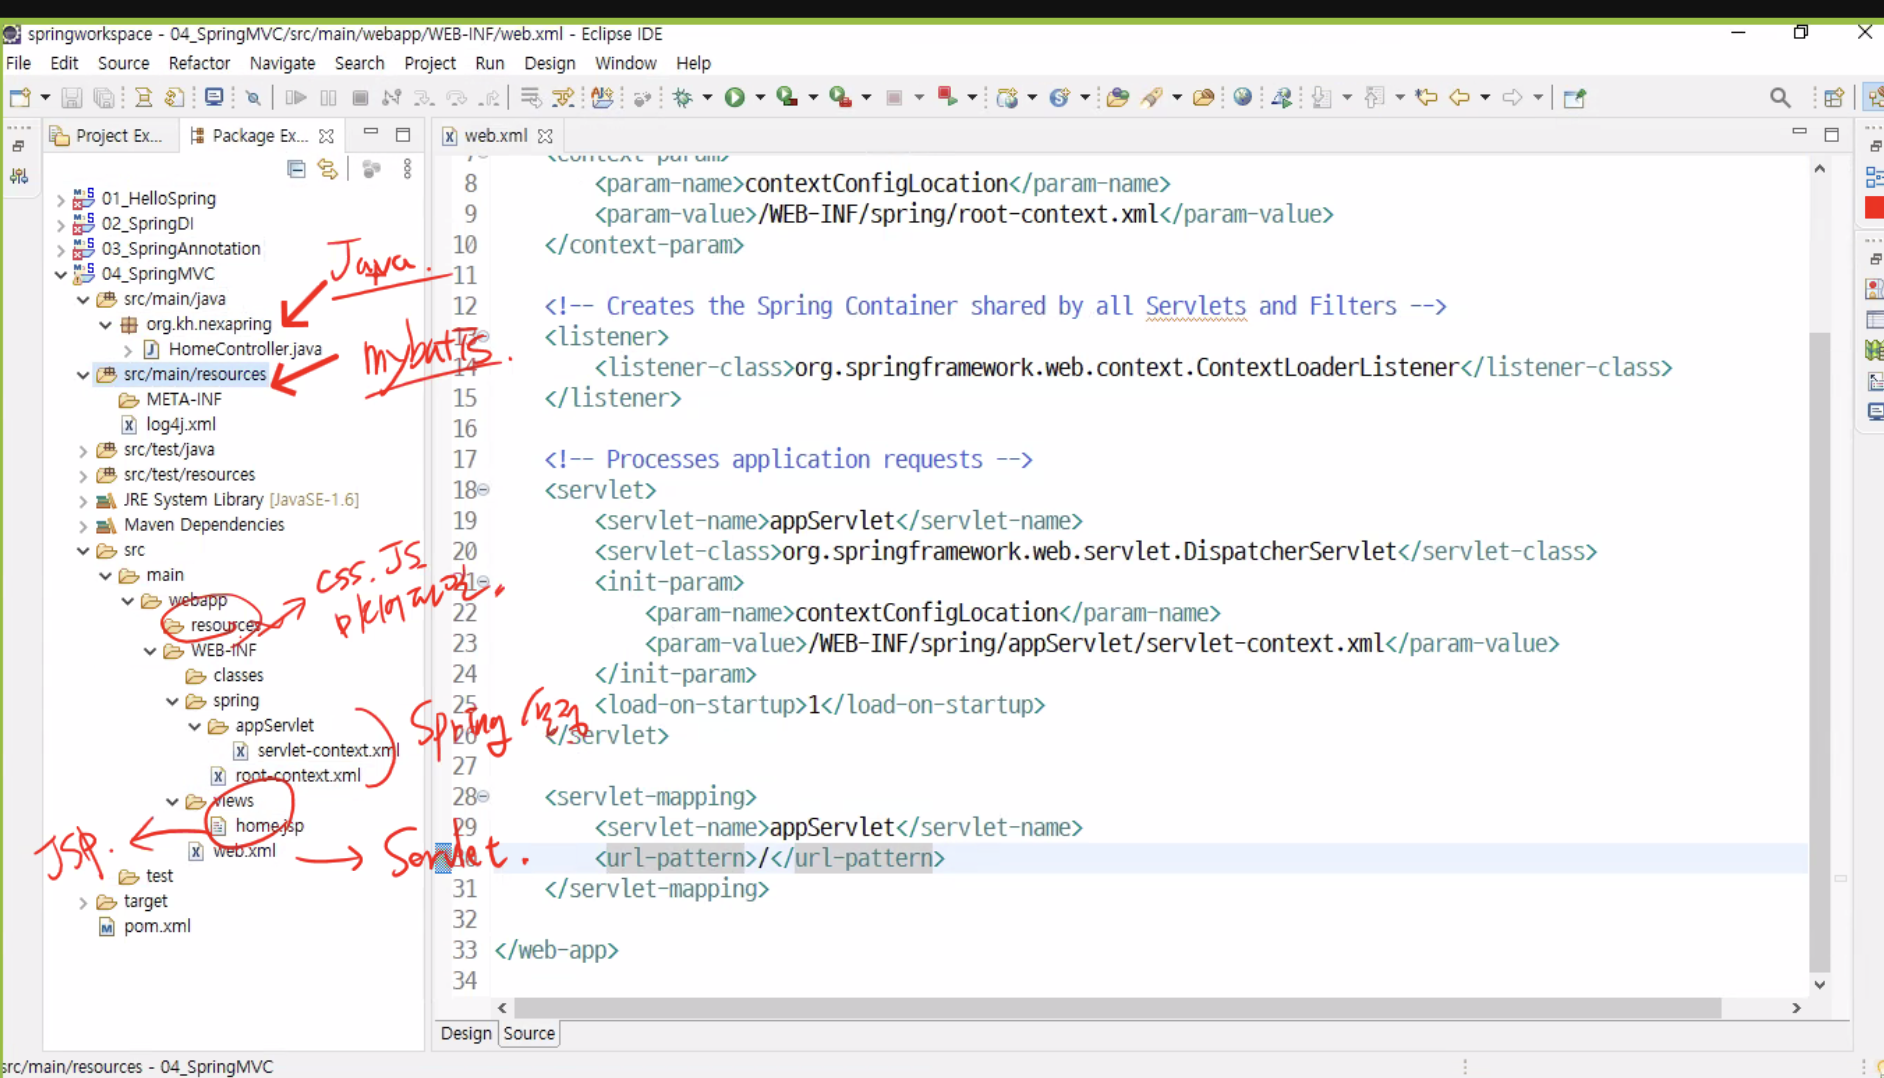 springworkspace - 04_SpringMVC/src/main/webapp/WEB-INF/web.xml - Eclipse IDE
File Edit Source Refactor Navigate Search Project Run Design Window Help
Project Ex...
Package Ex...
web.xml
01_HelloSpring
02_SpringDI
03_SpringAnnotation
04_SpringMVC
src/main/java
org.kh.nexapring
HomeController.java
src/main/resources
META-INF
log4j.xml
src/test/java
src/test/resources
JRE System Library [JavaSE-1.6]
Maven Dependencies
src
main
webapp
resources
WEB-INF
classes
spring
appServlet
servlet-context.xml
root-context.xml
views
home.jsp
web.xml
test
target
pom.xml
Java.
mybatis.
css. JS
Spring
JSP.
Servlet.
<context-param>
8 <param-name>contextConfigLocation</param-name>
9 <param-value>/WEB-INF/spring/root-context.xml</param-value>
10 </context-param>
11
12 <!-- Creates the Spring Container shared by all Servlets and Filters -->
<listener>
14 <listener-class>org.springframework.web.context.ContextLoaderListener</listener-class>
15 </listener>
16
17 <!-- Processes application requests -->
18 <servlet>
19 <servlet-name>appServlet</servlet-name>
20 <servlet-class>org.springframework.web.servlet.DispatcherServlet</servlet-class>
21 <init-param>
22 <param-name>contextConfigLocation</param-name>
23 <param-value>/WEB-INF/spring/appServlet/servlet-context.xml</param-value>
24 </init-param>
25 <load-on-startup>1</load-on-startup>
26 </servlet>
27
28 <servlet-mapping>
29 <servlet-name>appServlet</servlet-name>
<url-pattern>/</url-pattern>
31 </servlet-mapping>
32
33 </web-app>
34
Design Source
src/main/resources - 04_SpringMVC